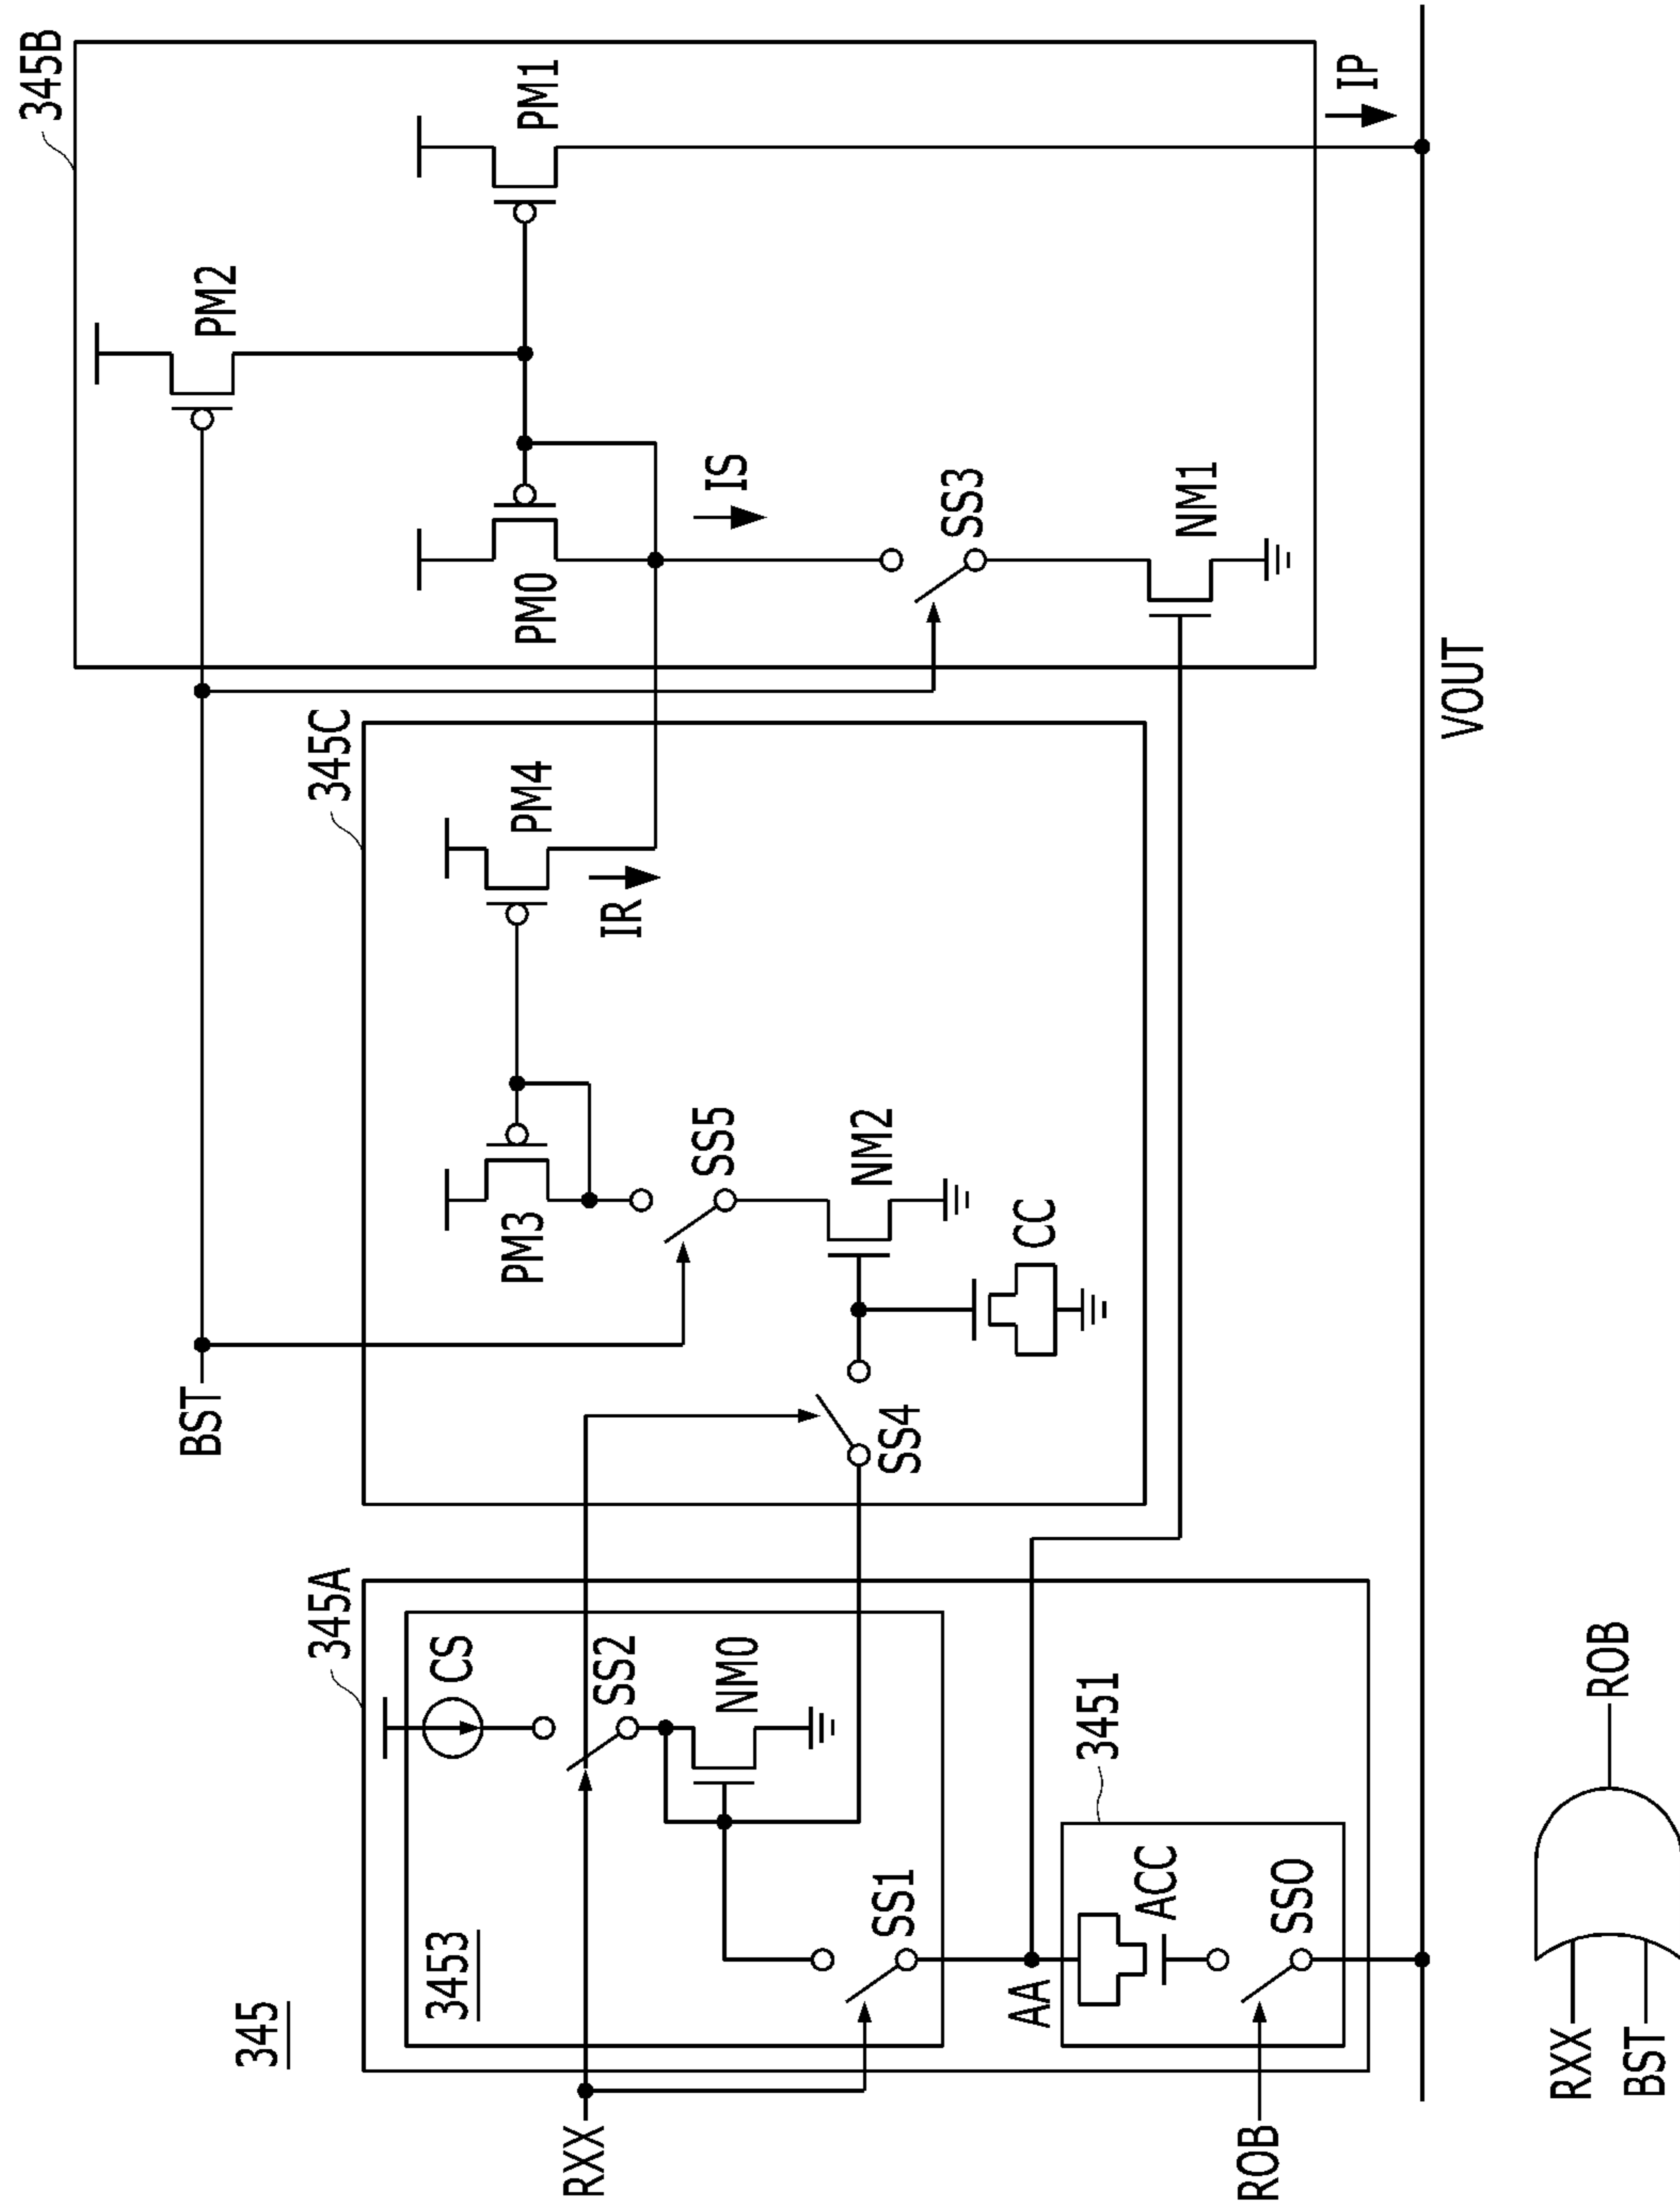 345
345A
3453
CS
SS2
NM0
SS1
RXX
AA
3451
ACC
SS0
ROB
BST
345C
PM3
PM4
IR
SS5
NM2
CC
SS4
345B
PM2
PM0
PM1
IS
SS3
NM1
IP
VOUT
RXX
BST
ROB